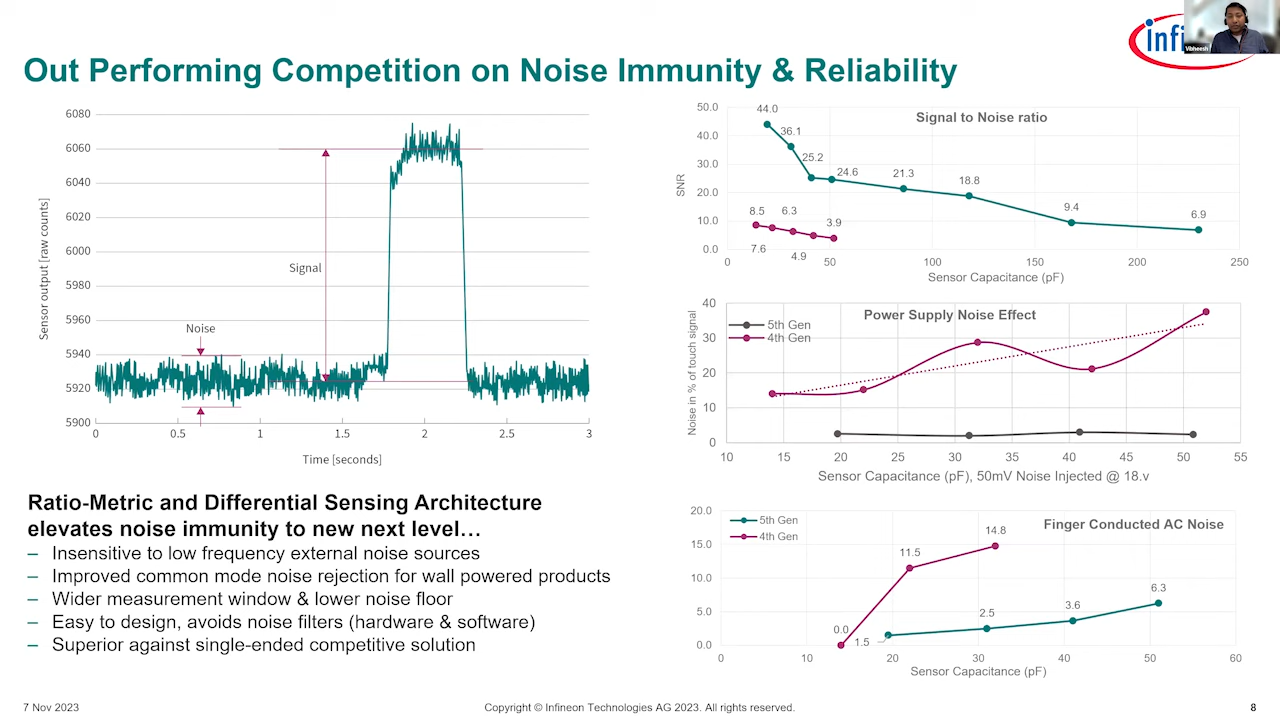 infi
Vibheesh
Out Performing Competition on Noise Immunity & Reliability
6080
6060
6040
6020
6000
5980
5960
5940
5920
5900
Sensor output [raw counts]
Signal
Noise
0
0.5
1
1.5
2
2.5
3
Time [seconds]
Ratio-Metric and Differential Sensing Architecture
elevates noise immunity to new next level…
– Insensitive to low frequency external noise sources
– Improved common mode noise rejection for wall powered products
– Wider measurement window & lower noise floor
– Easy to design, avoids noise filters (hardware & software)
– Superior against single-ended competitive solution
Signal to Noise ratio
50.0
40.0
30.0
20.0
10.0
0.0
SNR
44.0
36.1
25.2
24.6
21.3
18.8
9.4
6.9
8.5
7.6
6.3
4.9
3.9
0
50
100
150
200
250
Sensor Capacitance (pF)
Power Supply Noise Effect
5th Gen
4th Gen
40
30
20
10
0
Noise in % of touch signal
10
15
20
25
30
35
40
45
50
55
Sensor Capacitance (pF), 50mV Noise Injected @ 18.v
Finger Conducted AC Noise
5th Gen
4th Gen
20.0
15.0
10.0
5.0
0.0
0.0
11.5
14.8
1.5
2.5
3.6
6.3
0
10
20
30
40
50
60
Sensor Capacitance (pF)
7 Nov 2023
Copyright © Infineon Technologies AG 2023. All rights reserved.
8